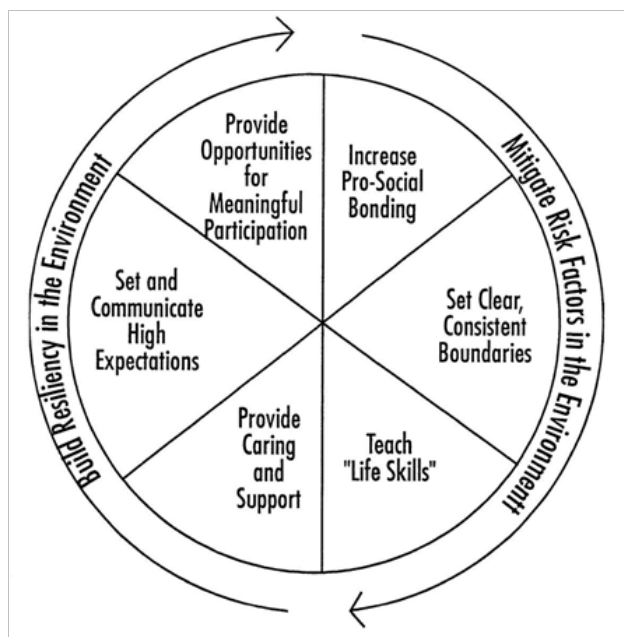 Provide
Opportunities
for
Meaningful
Participation
Increase
Pro-Social
Bonding
Set Clear,
Consistent
Boundaries
Teach
"Life Skills"
Provide
Caring
and
Support
Set and
Communicate
High
Expectations
Build Resiliency in the Environment
Mitigate Risk Factors in the Environment